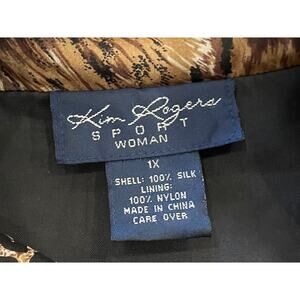 Kim Rogers
SPORT
WOMAN
1X
SHELL: 100% SILK
LINING:
100% NYLON
MADE IN CHINA
CARE OVER